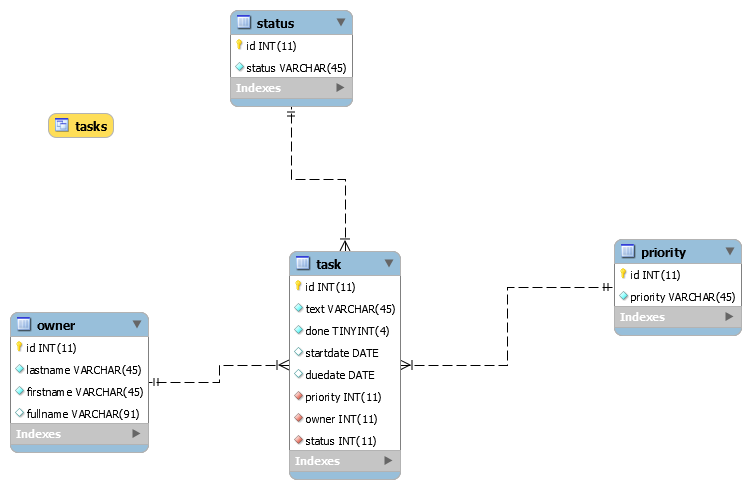 status
id INT(11)
status VARCHAR(45)
Indexes
tasks
task
id INT(11)
text VARCHAR(45)
done TINYINT(4)
startdate DATE
duedate DATE
priority INT(11)
owner INT(11)
status INT(11)
Indexes
priority
id INT(11)
priority VARCHAR(45)
Indexes
owner
id INT(11)
lastname VARCHAR(45)
firstname VARCHAR(45)
fullname VARCHAR(91)
Indexes